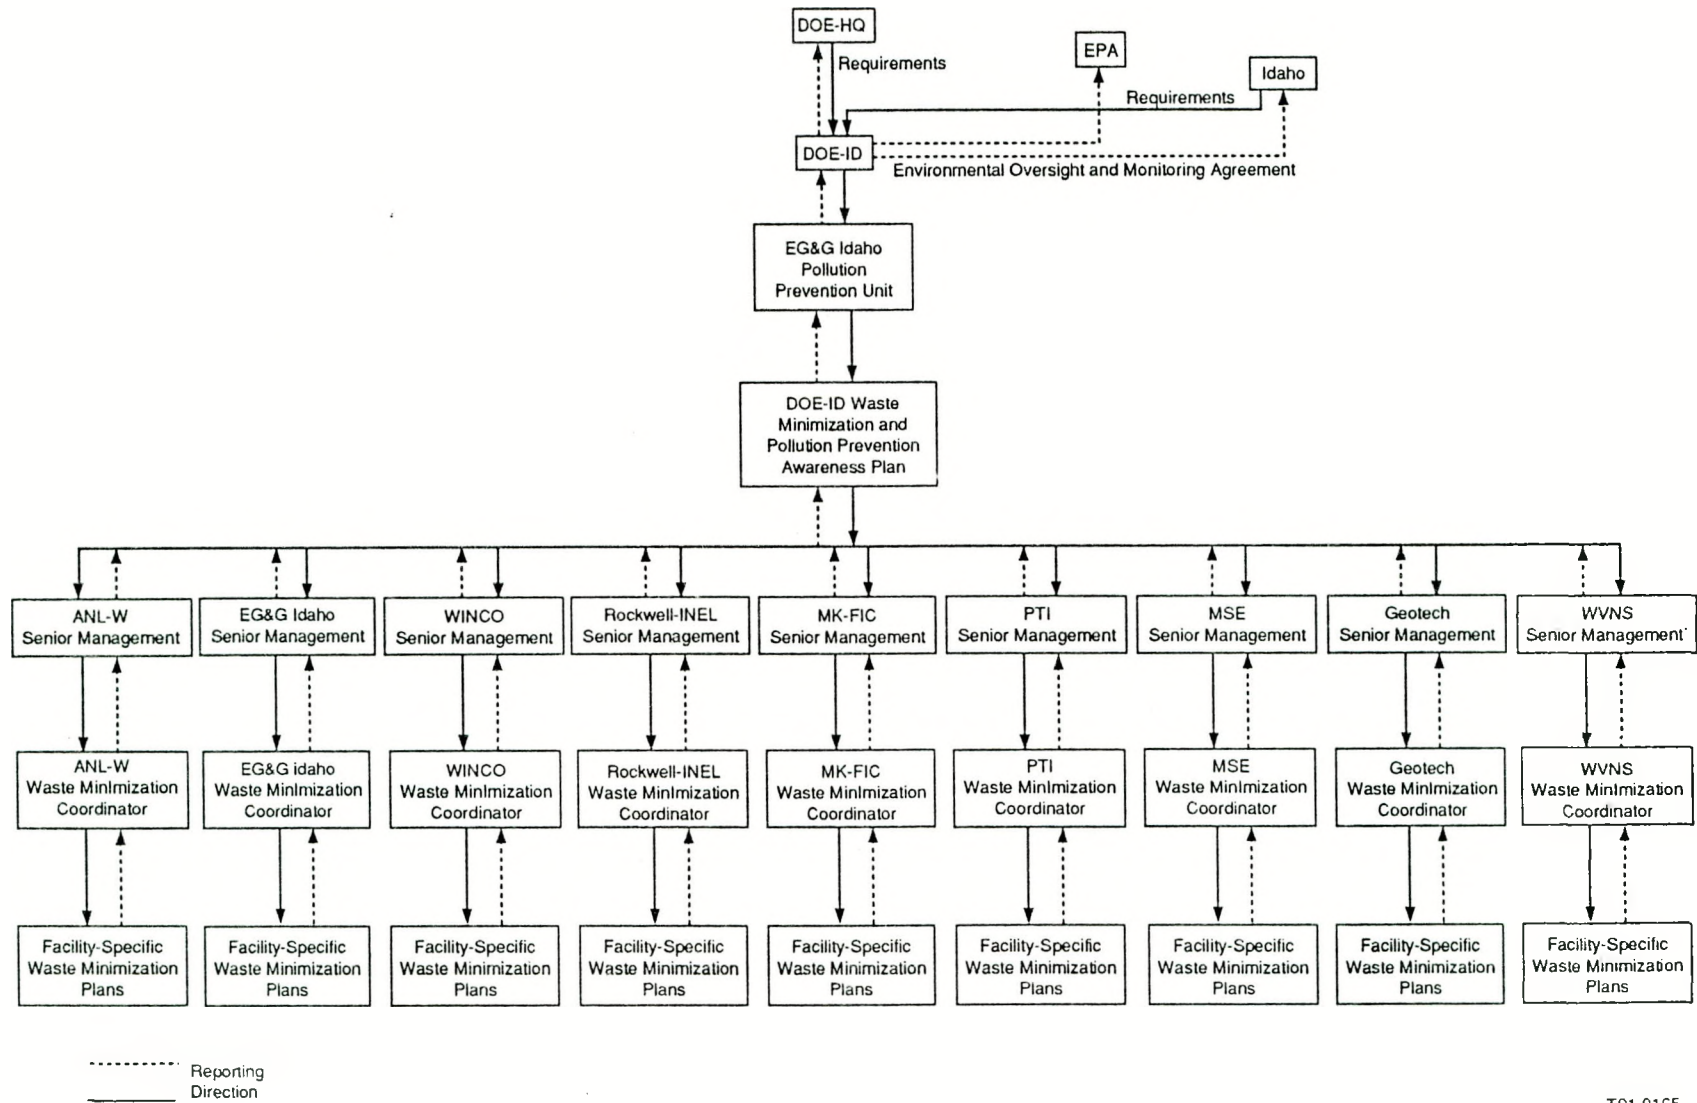 DOE-HQ
Requirements
EPA
Idaho
Requirements
DOE-ID
Environmental Oversight and Monitoring Agreement
EG&G Idaho
Pollution
Prevention Unit
DOE-ID Waste
Minimization and
Pollution Prevention
Awareness Plan
ANL-W
Senior Management
EG&G Idaho
Senior Management
WINCO
Senior Management
Rockwell-INEL
Senior Management
MK-FIC
Senior Management
PTI
Senior Management
MSE
Senior Management
Geotech
Senior Management
WVNS
Senior Management
ANL-W
Waste Minimization
Coordinator
EG&G idaho
Waste Minimization
Coordinator
WINCO
Waste Minimization
Coordinator
Rockwell-INEL
Waste Minimization
Coordinator
MK-FIC
Waste Minimization
Coordinator
PTI
Waste Minimization
Coordinator
MSE
Waste Minimization
Coordinator
Geotech
Waste Minimization
Coordinator
WVNS
Waste Minimization
Coordinator
Facility-Specific
Waste Minimization
Plans
Facility-Specific
Waste Minimization
Plans
Facility-Specific
Waste Minimization
Plans
Facility-Specific
Waste Minimization
Plans
Facility-Specific
Waste Minimization
Plans
Facility-Specific
Waste Minimization
Plans
Facility-Specific
Waste Minimization
Plans
Facility-Specific
Waste Minimization
Plans
Facility-Specific
Waste Minimization
Plans
Reporting
Direction